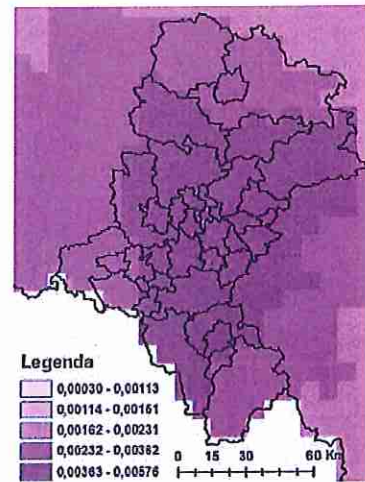 Legenda
0,00030 - 0,00113
0,00114 - 0,00161
0,00162 - 0,00231
0,00232 - 0,00362
0,00363 - 0,00576
0 15 30 60 Km